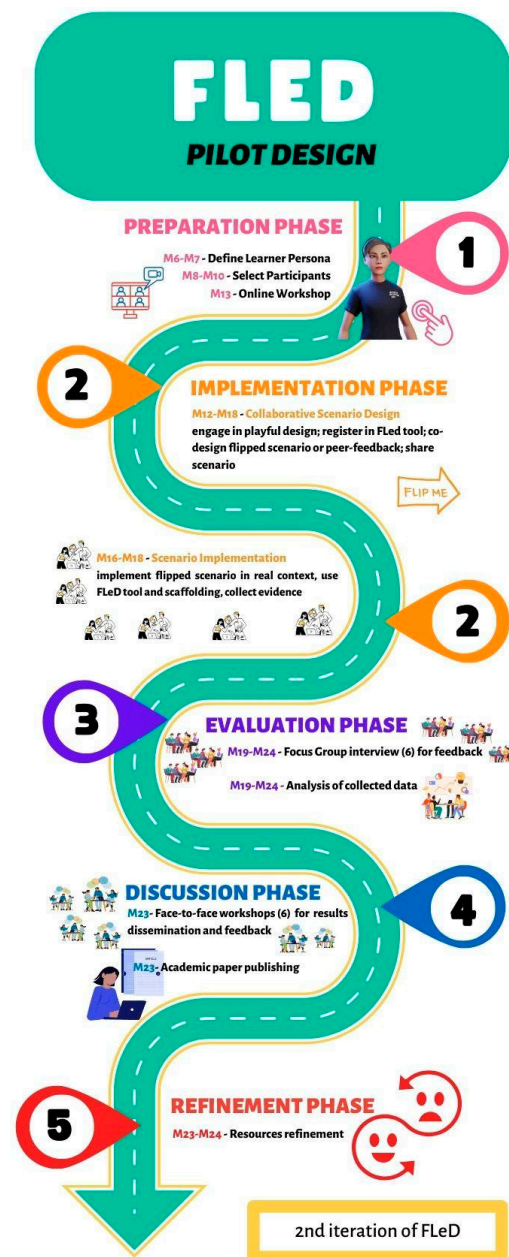 FLED
PILOT DESIGN
PREPARATION PHASE
1
M6-M7 - Define Learner Persona
M8-M10 - Select Participants
M13 - Online Workshop
2
IMPLEMENTATION PHASE
M12-M18 - Collaborative Scenario Design
engage in playful design; register in FLed tool; co-
design flipped scenario or peer-feedback; share
scenario
FLIP ME
M16-M18 - Scenario Implementation
implement flipped scenario in real context, use
FLeD tool and scaffolding, collect evidence
2
3
EVALUATION PHASE
M19-M24 - Focus Group interview (6) for feedback
M19-M24 - Analysis of collected data
DISCUSSION PHASE
4
M23- Face-to-face workshops (6) for results
dissemination and feedback
M23- Academic paper publishing
5
REFINEMENT PHASE
M23-M24 - Resources refinement
2nd iteration of FLeD